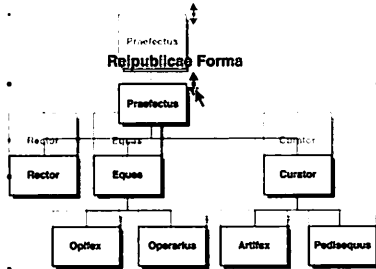 Praefectus
Reipublicae Forma
Praefectus
Rector Eques Curator
Rector Eques Curator
Opifex Operarius Artifex Pedisequus